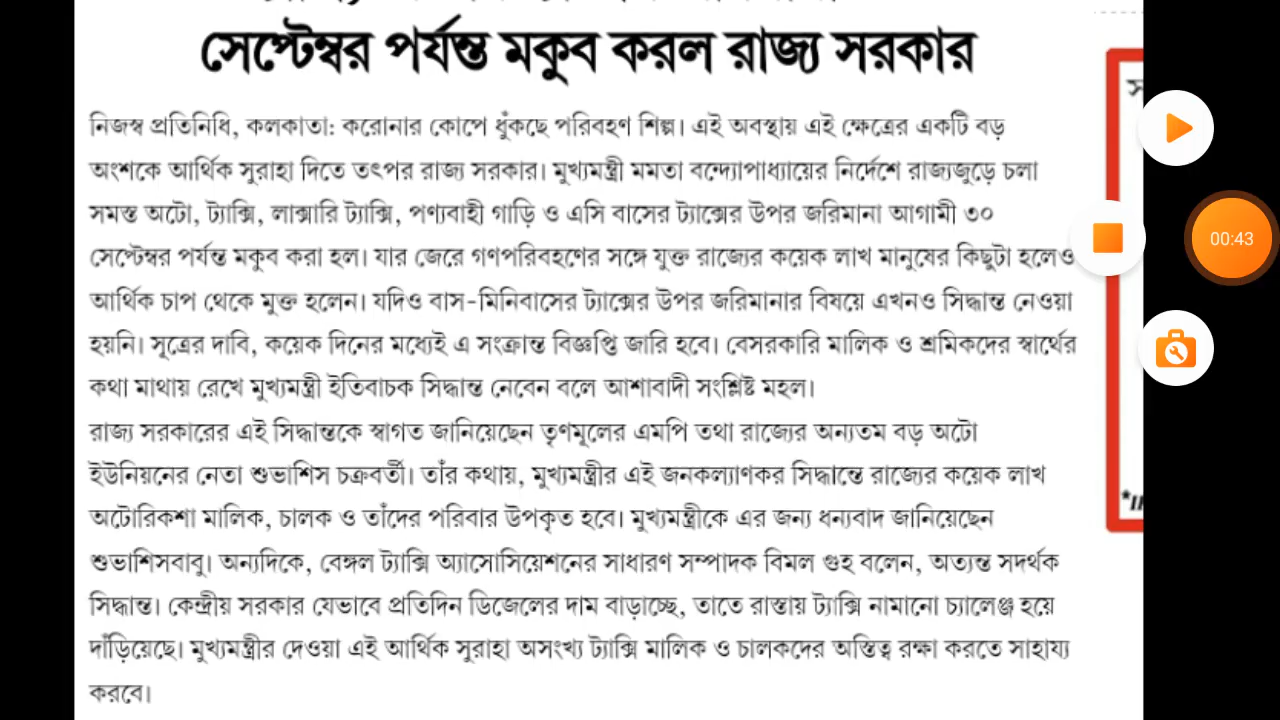 সেপ্টেম্বর পর্যন্ত মকুব করল রাজ্য সরকার
নিজস্ব প্রতিনিধি, কলকাতা: করোনার কোপে ধুঁকছে পরিবহণ শিল্প। এই অবস্থায় এই ক্ষেত্রের একটি বড়
অংশকে আর্থিক সুরাহা দিতে তৎপর রাজ্য সরকার। মুখ্যমন্ত্রী মমতা বন্দ্যোপাধ্যায়ের নির্দেশে রাজ্যজুড়ে চলা
সমস্ত অটো, ট্যাক্সি, লাক্সারি ট্যাক্সি, পণ্যবাহী গাড়ি ও এসি বাসের ট্যাক্সের উপর জরিমানা আগামী ৩০
সেপ্টেম্বর পর্যন্ত মকুব করা হল। যার জেরে গণপরিবহণের সঙ্গে যুক্ত রাজ্যের কয়েক লাখ মানুষের কিছুটা হলেও
আর্থিক চাপ থেকে মুক্ত হলেন। যদিও বাস-মিনিবাসের ট্যাক্সের উপর জরিমানার বিষয়ে এখনও সিদ্ধান্ত নেওয়া
হয়নি। সূত্রের দাবি, কয়েক দিনের মধ্যেই এ সংক্রান্ত বিজ্ঞপ্তি জারি হবে। বেসরকারি মালিক ও শ্রমিকদের স্বার্থের
কথা মাথায় রেখে মুখ্যমন্ত্রী ইতিবাচক সিদ্ধান্ত নেবেন বলে আশাবাদী সংশ্লিষ্ট মহল।
রাজ্য সরকারের এই সিদ্ধান্তকে স্বাগত জানিয়েছেন তৃণমূলের এমপি তথা রাজ্যের অন্যতম বড় অটো
ইউনিয়নের নেতা শুভাশিস চক্রবর্তী। তাঁর কথায়, মুখ্যমন্ত্রীর এই জনকল্যাণকর সিদ্ধান্তে রাজ্যের কয়েক লাখ
অটোরিকশা মালিক, চালক ও তাঁদের পরিবার উপকৃত হবে। মুখ্যমন্ত্রীকে এর জন্য ধন্যবাদ জানিয়েছেন
শুভাশিসবাবু। অন্যদিকে, বেঙ্গল ট্যাক্সি অ্যাসোসিয়েশনের সাধারণ সম্পাদক বিমল গুহ বলেন, অত্যন্ত সদর্থক
সিদ্ধান্ত। কেন্দ্রীয় সরকার যেভাবে প্রতিদিন ডিজেলের দাম বাড়াচ্ছে, তাতে রাস্তায় ট্যাক্সি নামানো চ্যালেঞ্জ হয়ে
দাঁড়িয়েছে। মুখ্যমন্ত্রীর দেওয়া এই আর্থিক সুরাহা অসংখ্য ট্যাক্সি মালিক ও চালকদের অস্তিত্ব রক্ষা করতে সাহায্য
করবে।
00:43